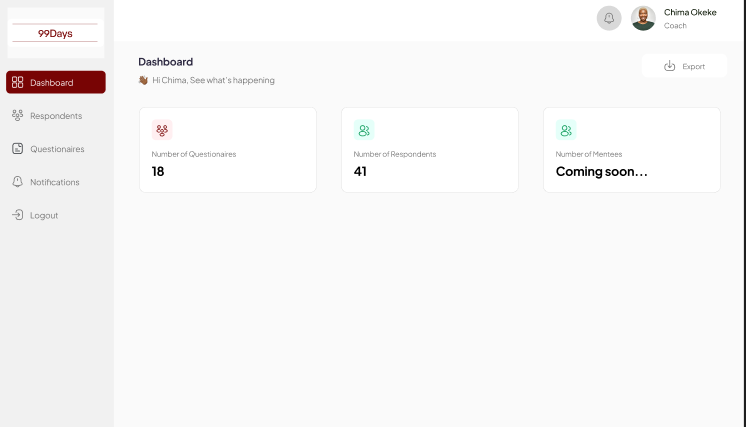 99Days
Dashboard
Respondents
Questionaires
Notifications
Logout
Chima Okeke
Coach
Dashboard
Hi Chima, See what's happening
Export
Number of Questionaires
18
Number of Respondents
41
Number of Mentees
Coming soon...